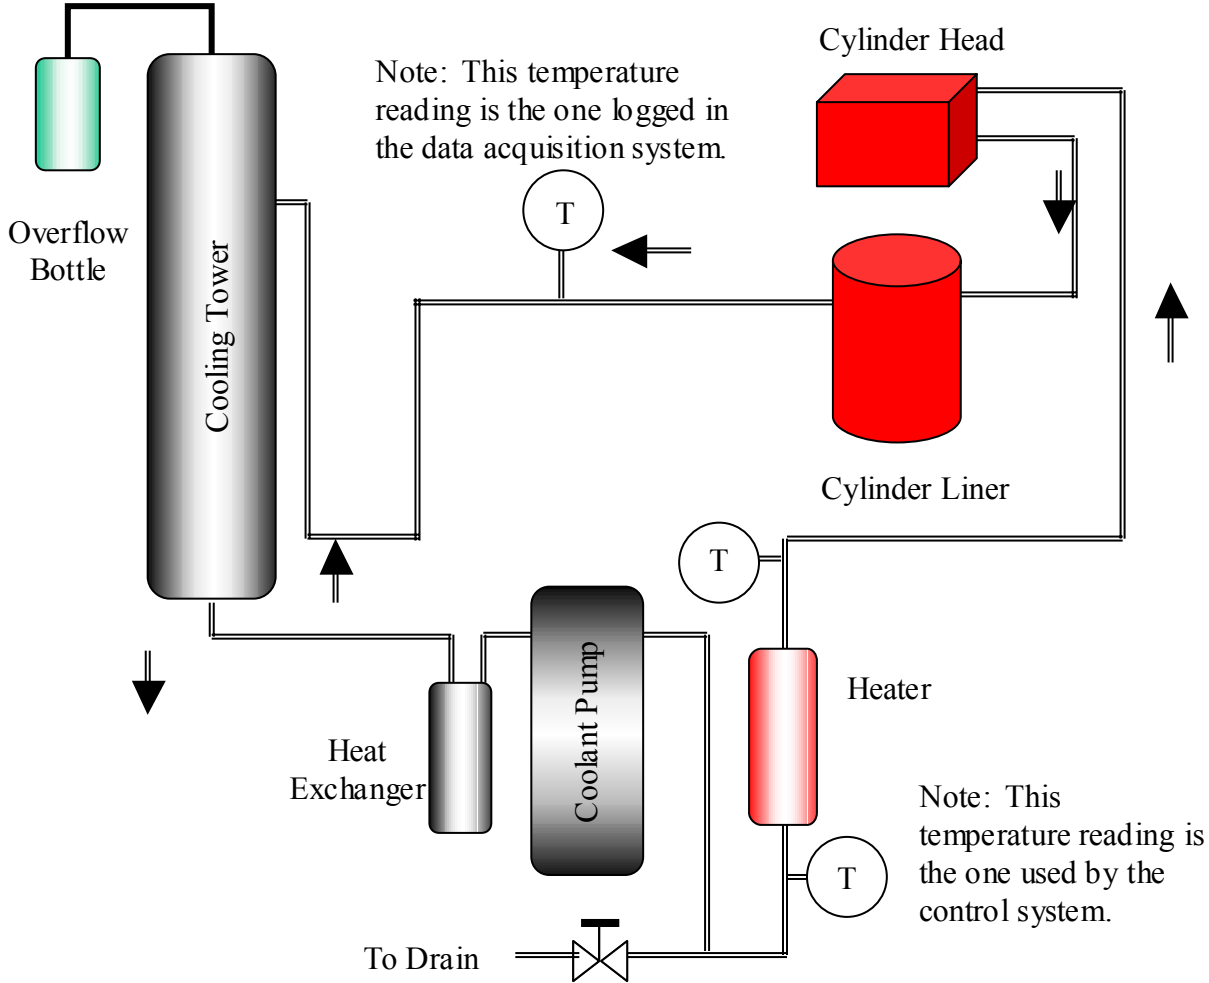 Cylinder Head
Note: This temperature
reading is the one logged in
the data acquisition system.
T
Overflow
Bottle
Cooling Tower
Cylinder Liner
T
Coolant Pump
Heater
Heat
Exchanger
Note: This
temperature reading is
the one used by the
control system.
T
To Drain